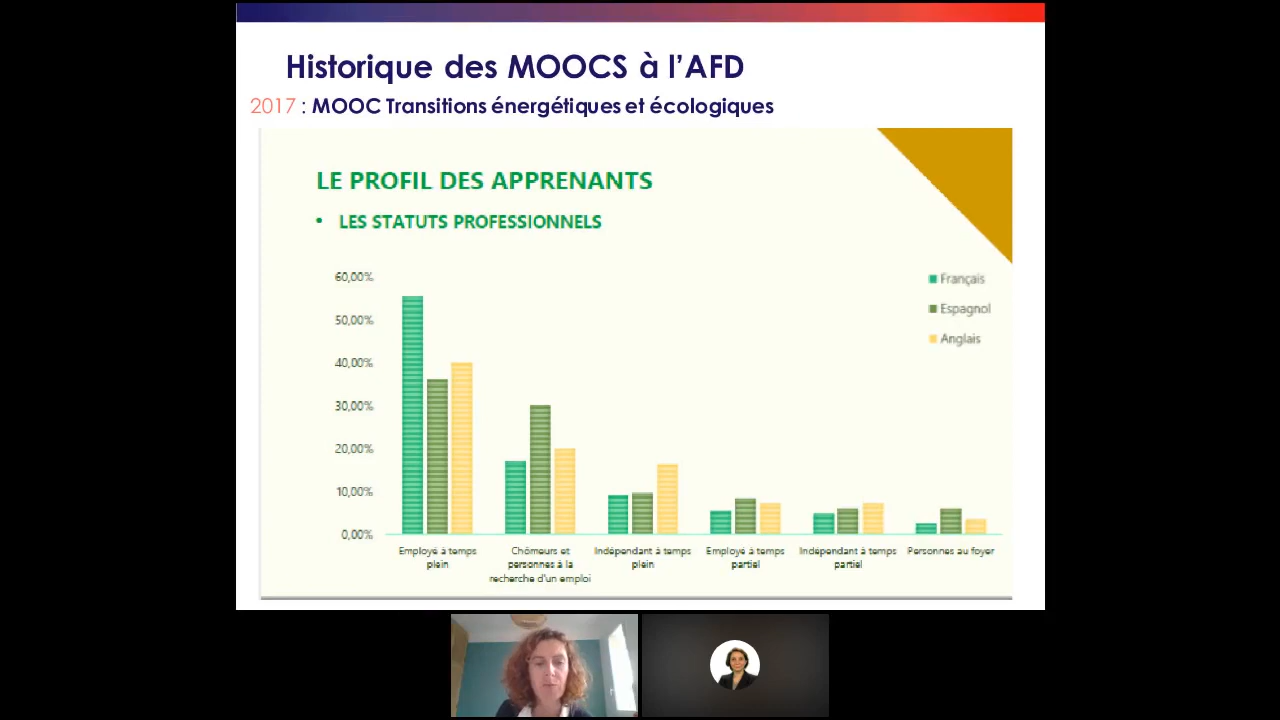 Historique des MOOCS à l'AFD
2017 : MOOC Transitions énergétiques et écologiques
LE PROFIL DES APPRENANTS
• LES STATUTS PROFESSIONNELS
60,00%
50,00%
40,00%
30,00%
20,00%
10,00%
0,00%
Français
Espagnol
Anglais
Employé à temps
plein
Chômeurs et
personnes à la
recherche d'un emploi
Indépendant à temps
plein
Employé à temps
partiel
Indépendant à temps
partiel
Personnes au foyer